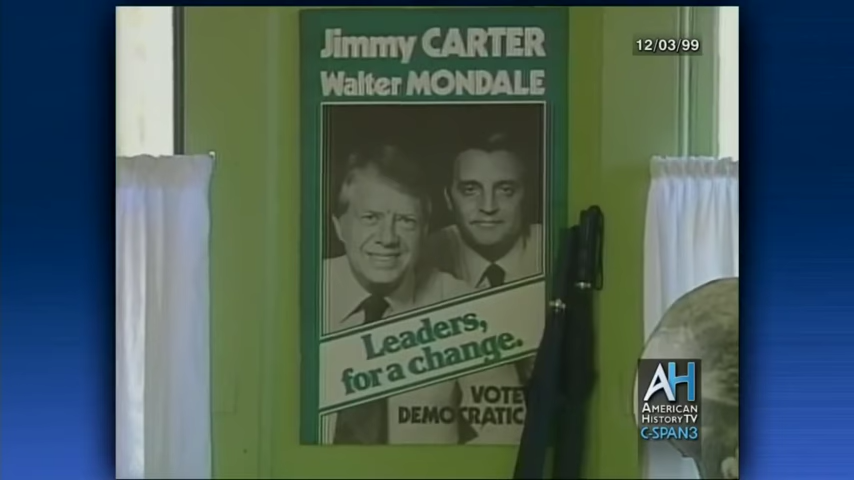 Jimmy CARTER
Walter MONDALE
12/03/99
Leaders,
for a change.
VOTE
DEMOCRATIC
AH
AMERICAN
HISTORY TV
C-SPAN3